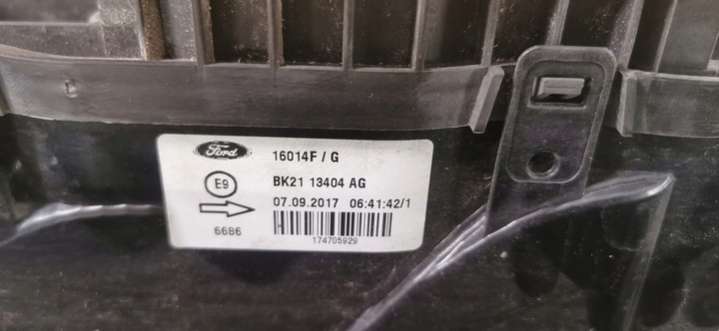 Ford 16014F / G
E9 BK21 13404 AG
07.09.2017 06:41:42/1
6686
174705929